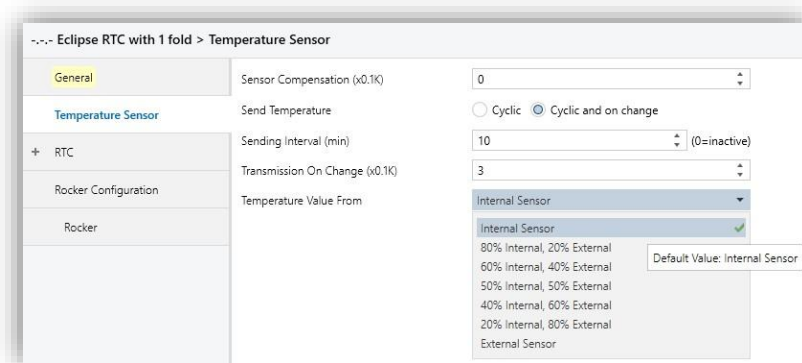 -.-.- Eclipse RTC with 1 fold > Temperature Sensor
General
Temperature Sensor
+ RTC
Rocker Configuration
Rocker
Sensor Compensation (x0.1K) 0
Send Temperature Cyclic Cyclic and on change
Sending Interval (min) 10 (0=inactive)
Transmission On Change (x0.1K) 3
Temperature Value From Internal Sensor
Internal Sensor
80% Internal, 20% External
60% Internal, 40% External
50% Internal, 50% External
40% Internal, 60% External
20% Internal, 80% External
External Sensor
Default Value: Internal Sensor